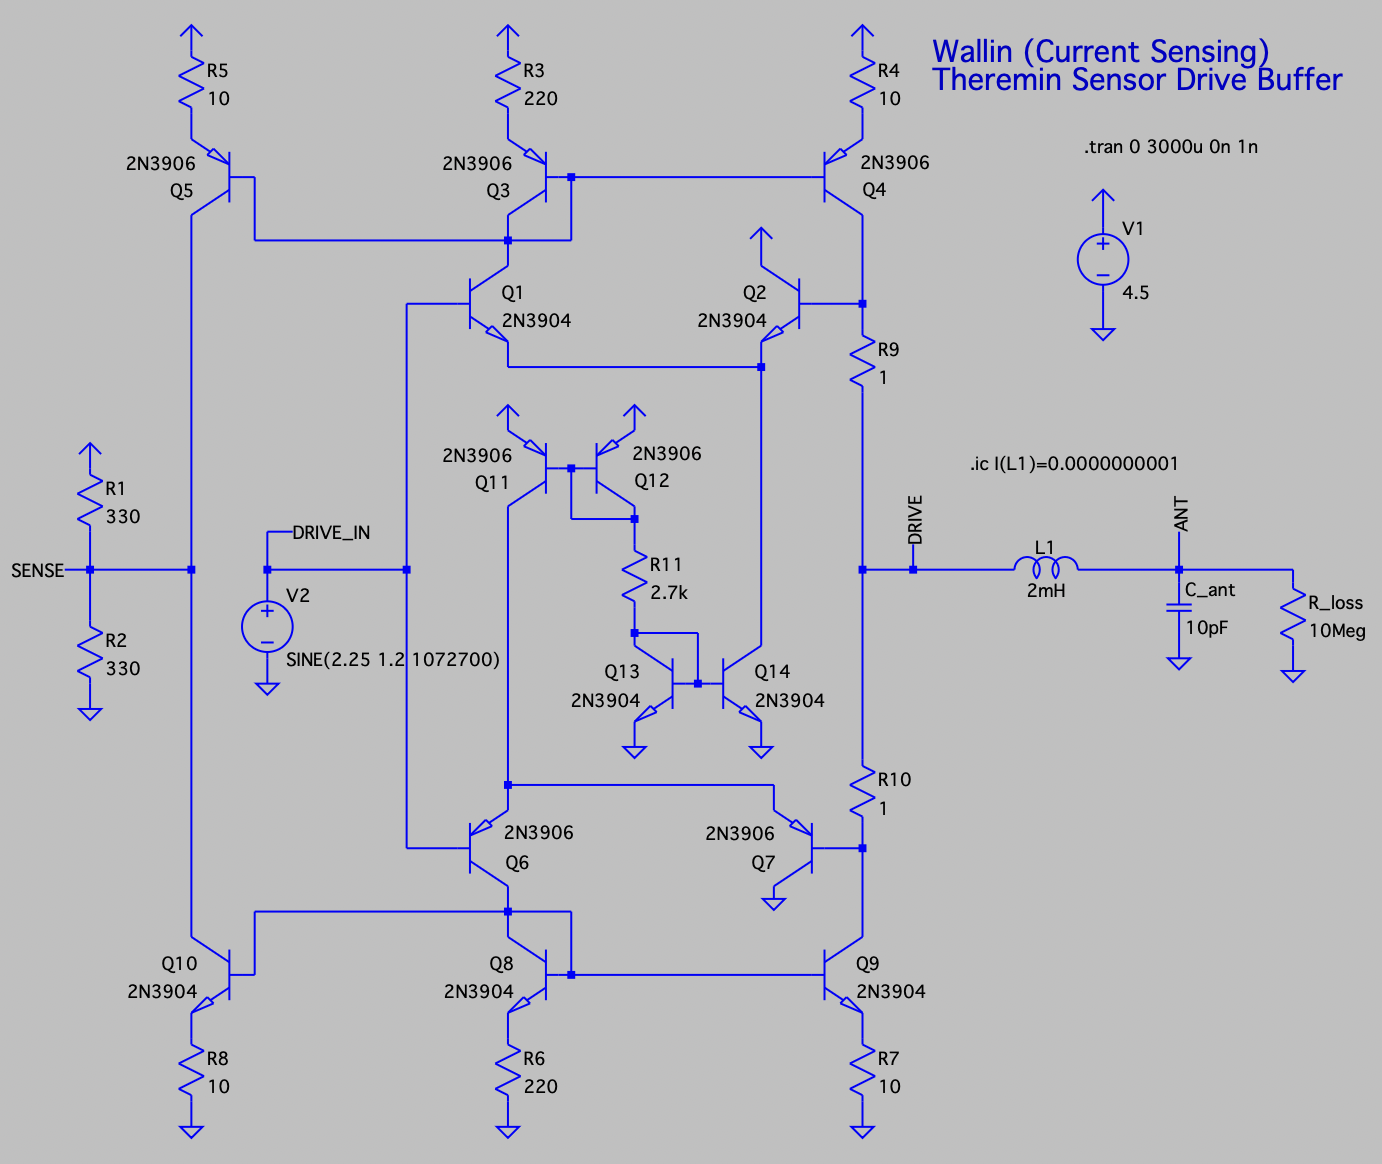 Wallin (Current Sensing)
Theremin Sensor Drive Buffer
R5
10
R3
220
R4
10
.tran 0 3000u 0n 1n
2N3906
Q5
2N3906
Q3
2N3906
Q4
V1
4.5
Q1
2N3904
Q2
2N3904
R9
1
2N3906
Q11
2N3906
Q12
.ic I(L1)=0.0000000001
R1
330
DRIVE_IN
DRIVE
ANT
SENSE
L1
2mH
R11
2.7k
V2
SINE(2.25 1.2 1072700)
C_ant
10pF
R_loss
10Meg
R2
330
Q13
2N3904
Q14
2N3904
R10
1
2N3906
Q6
2N3906
Q7
Q10
2N3904
Q8
2N3904
Q9
2N3904
R8
10
R6
220
R7
10